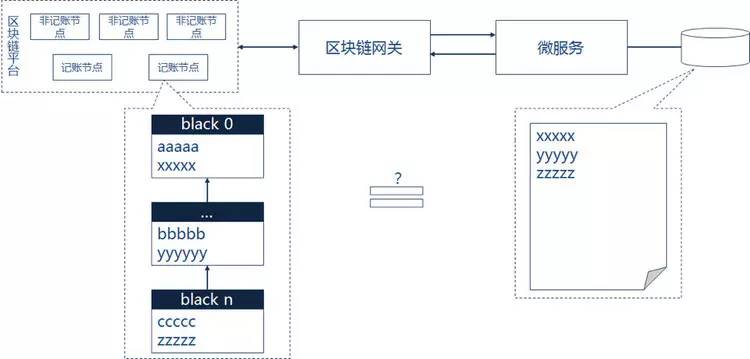 区块链平台
非记账节点
非记账节点
非记账节点
记账节点
记账节点
区块链网关
微服务
black 0
aaaaa
xxxxx
...
bbbbb
yyyyyy
black n
ccccc
zzzzz
?
xxxxx
yyyyy
zzzzz